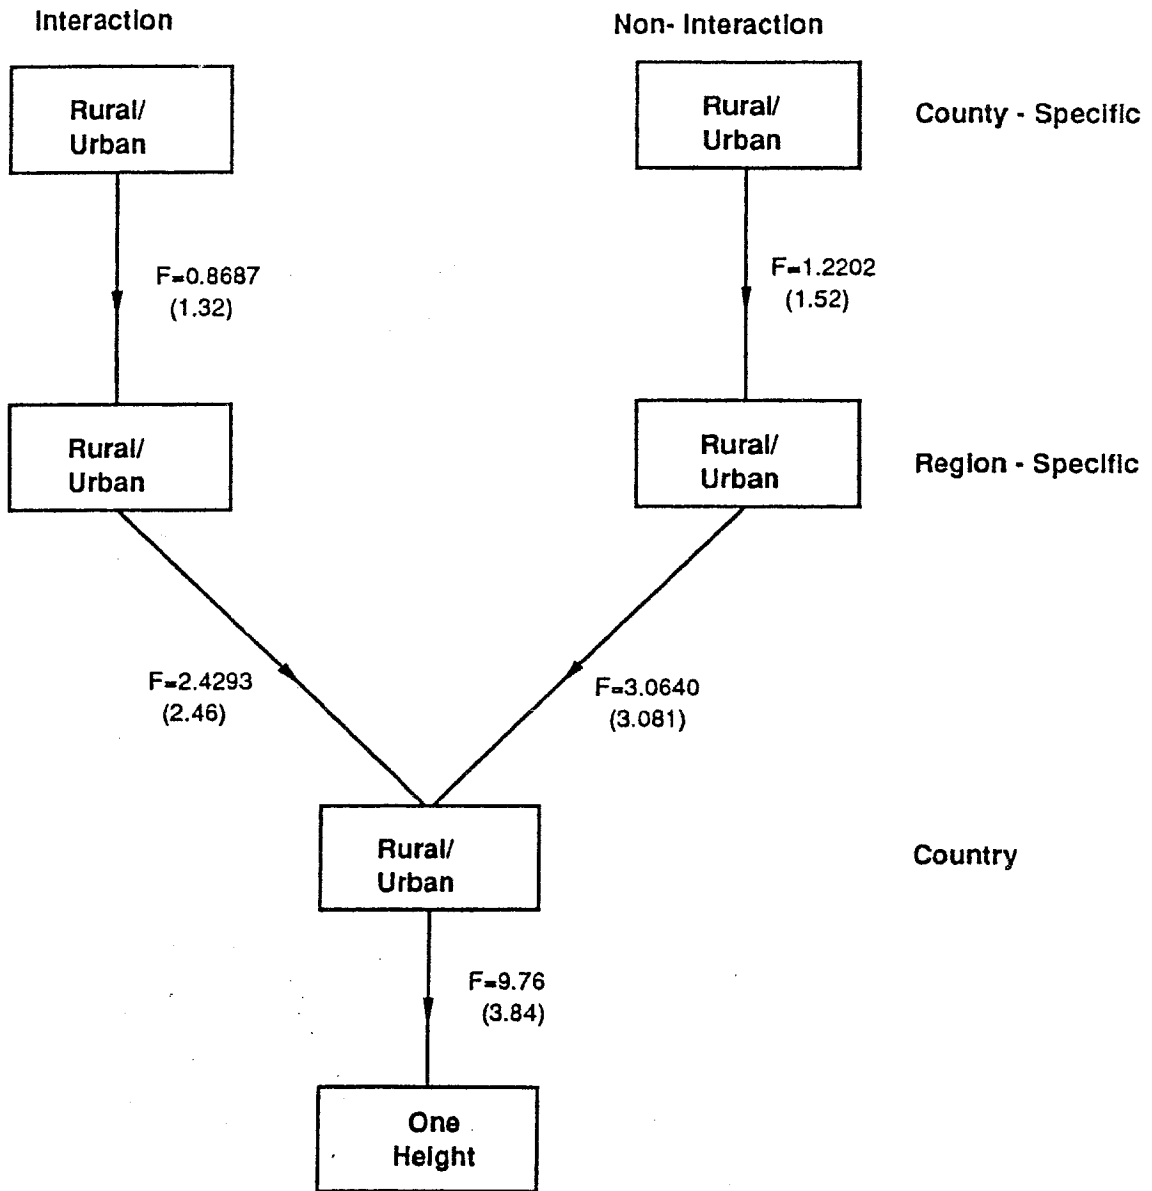 Interaction
Non- Interaction
Rural/
Urban
Rural/
Urban
County - Specific
F=0.8687
(1.32)
F=1.2202
(1.52)
Rural/
Urban
Rural/
Urban
Region - Specific
F=2.4293
(2.46)
F=3.0640
(3.081)
Rural/
Urban
Country
F=9.76
(3.84)
One
Height